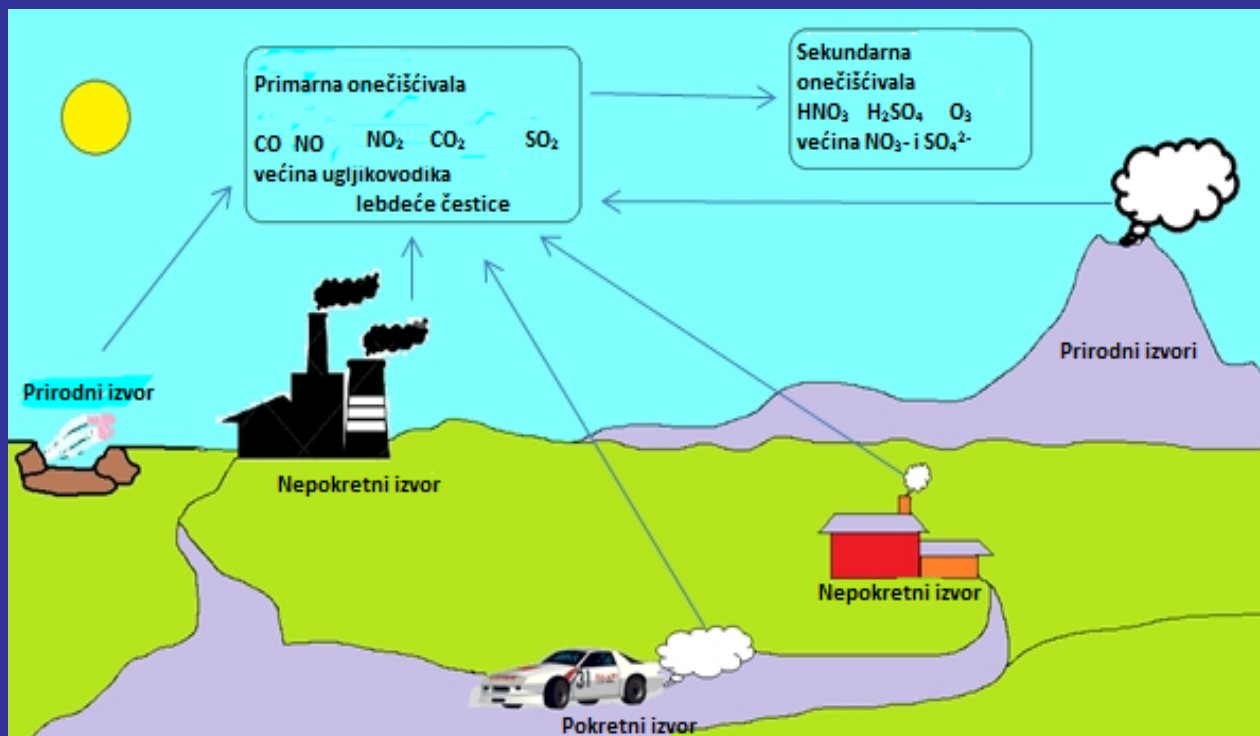 Primarna onečišćivala
CO NO NO₂ CO₂ SO₂
većina ugljikovodika
lebdeće čestice
Sekundarna
onečišćivala
HNO₃ H₂SO₄ O₃
većina NO₃- i SO₄²-
Prirodni izvor
Prirodni izvori
Nepokretni izvor
Nepokretni izvor
31
Pokretni izvor